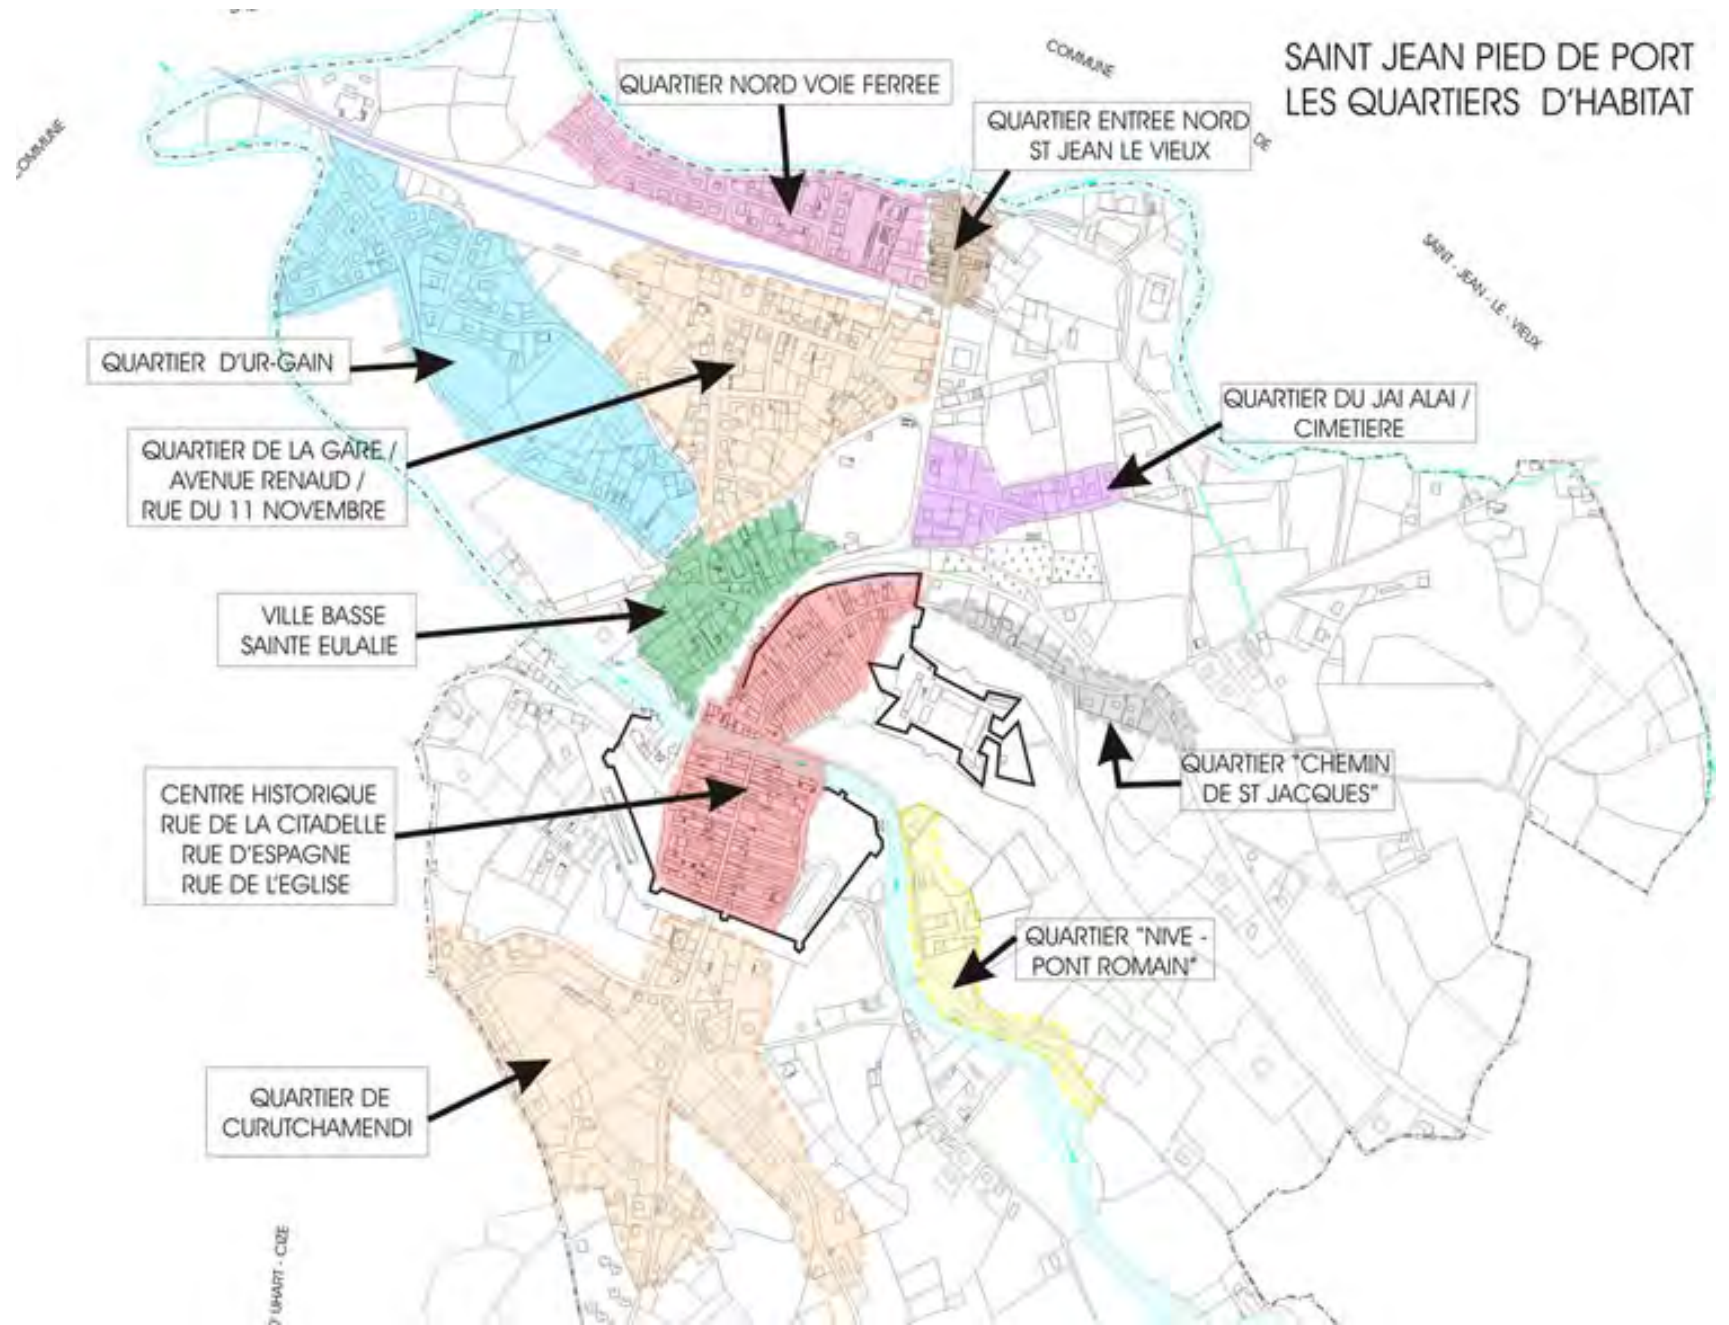 SAINT JEAN PIED DE PORT
LES QUARTIERS D'HABITAT
COMMUNE
QUARTIER NORD VOIE FERREE
COMMUNE
DE
SAINT - JEAN - LE - VIEUX
QUARTIER ENTREE NORD
ST JEAN LE VIEUX
QUARTIER D'UR-GAIN
QUARTIER DE LA GARE /
AVENUE RENAUD /
RUE DU 11 NOVEMBRE
QUARTIER DU JAI ALAI /
CIMETIERE
VILLE BASSE
SAINTE EULALIE
QUARTIER "CHEMIN
DE ST JACQUES"
CENTRE HISTORIQUE
RUE DE LA CITADELLE
RUE D'ESPAGNE
RUE DE L'EGLISE
QUARTIER "NIVE -
PONT ROMAIN"
QUARTIER DE
CURUTCHAMENDI
D'UHART - CIZE